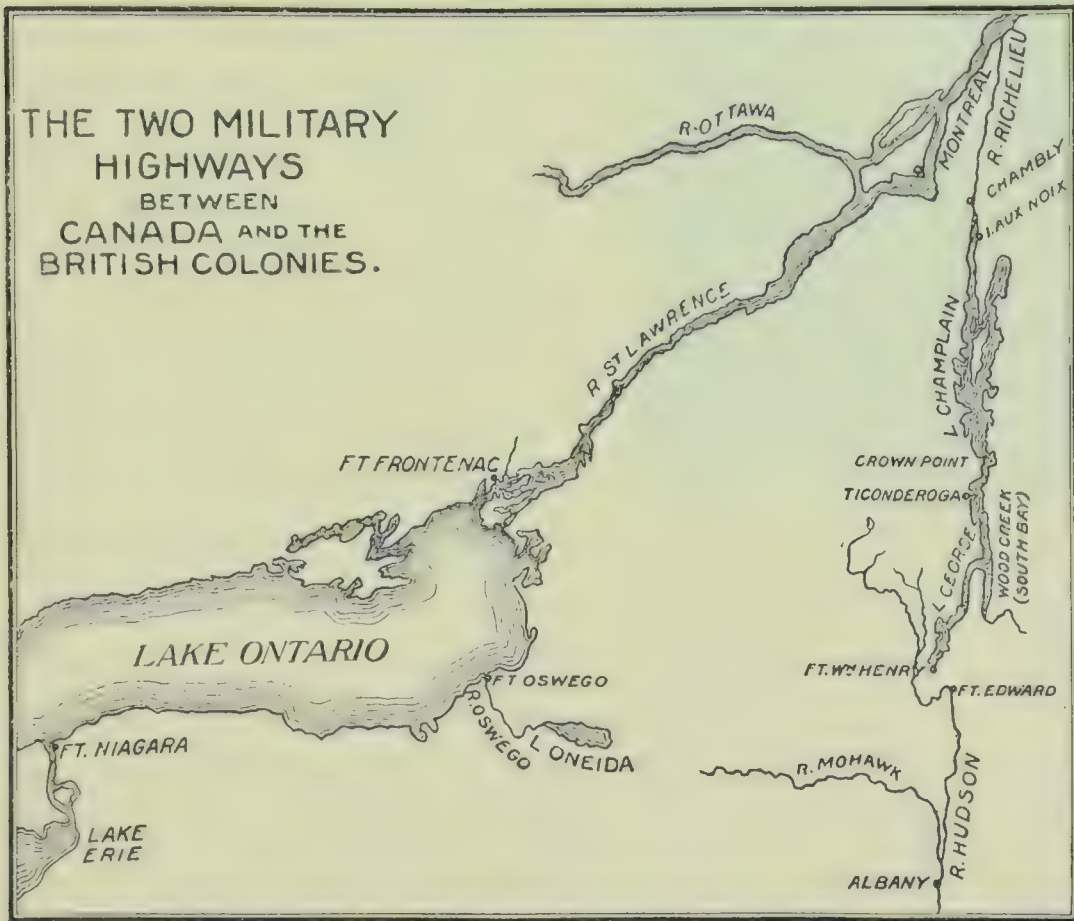 THE TWO MILITARY
HIGHWAYS
BETWEEN
CANADA AND THE
BRITISH COLONIES.
R. OTTAWA
MONTREAL
R. RICHELIEU
CHAMBLY
I. AUX NOIX
R ST LAWRENCE
L CHAMPLAIN
FT FRONTENAC
CROWN POINT
TICONDEROGA
L GEORGE
WOOD CREEK
(SOUTH BAY)
LAKE ONTARIO
FT. WM HENRY
FT OSWEGO
FT. EDWARD
R. OSWEGO
L ONEIDA
FT. NIAGARA
R. MOHAWK
R. HUDSON
LAKE
ERIE
ALBANY